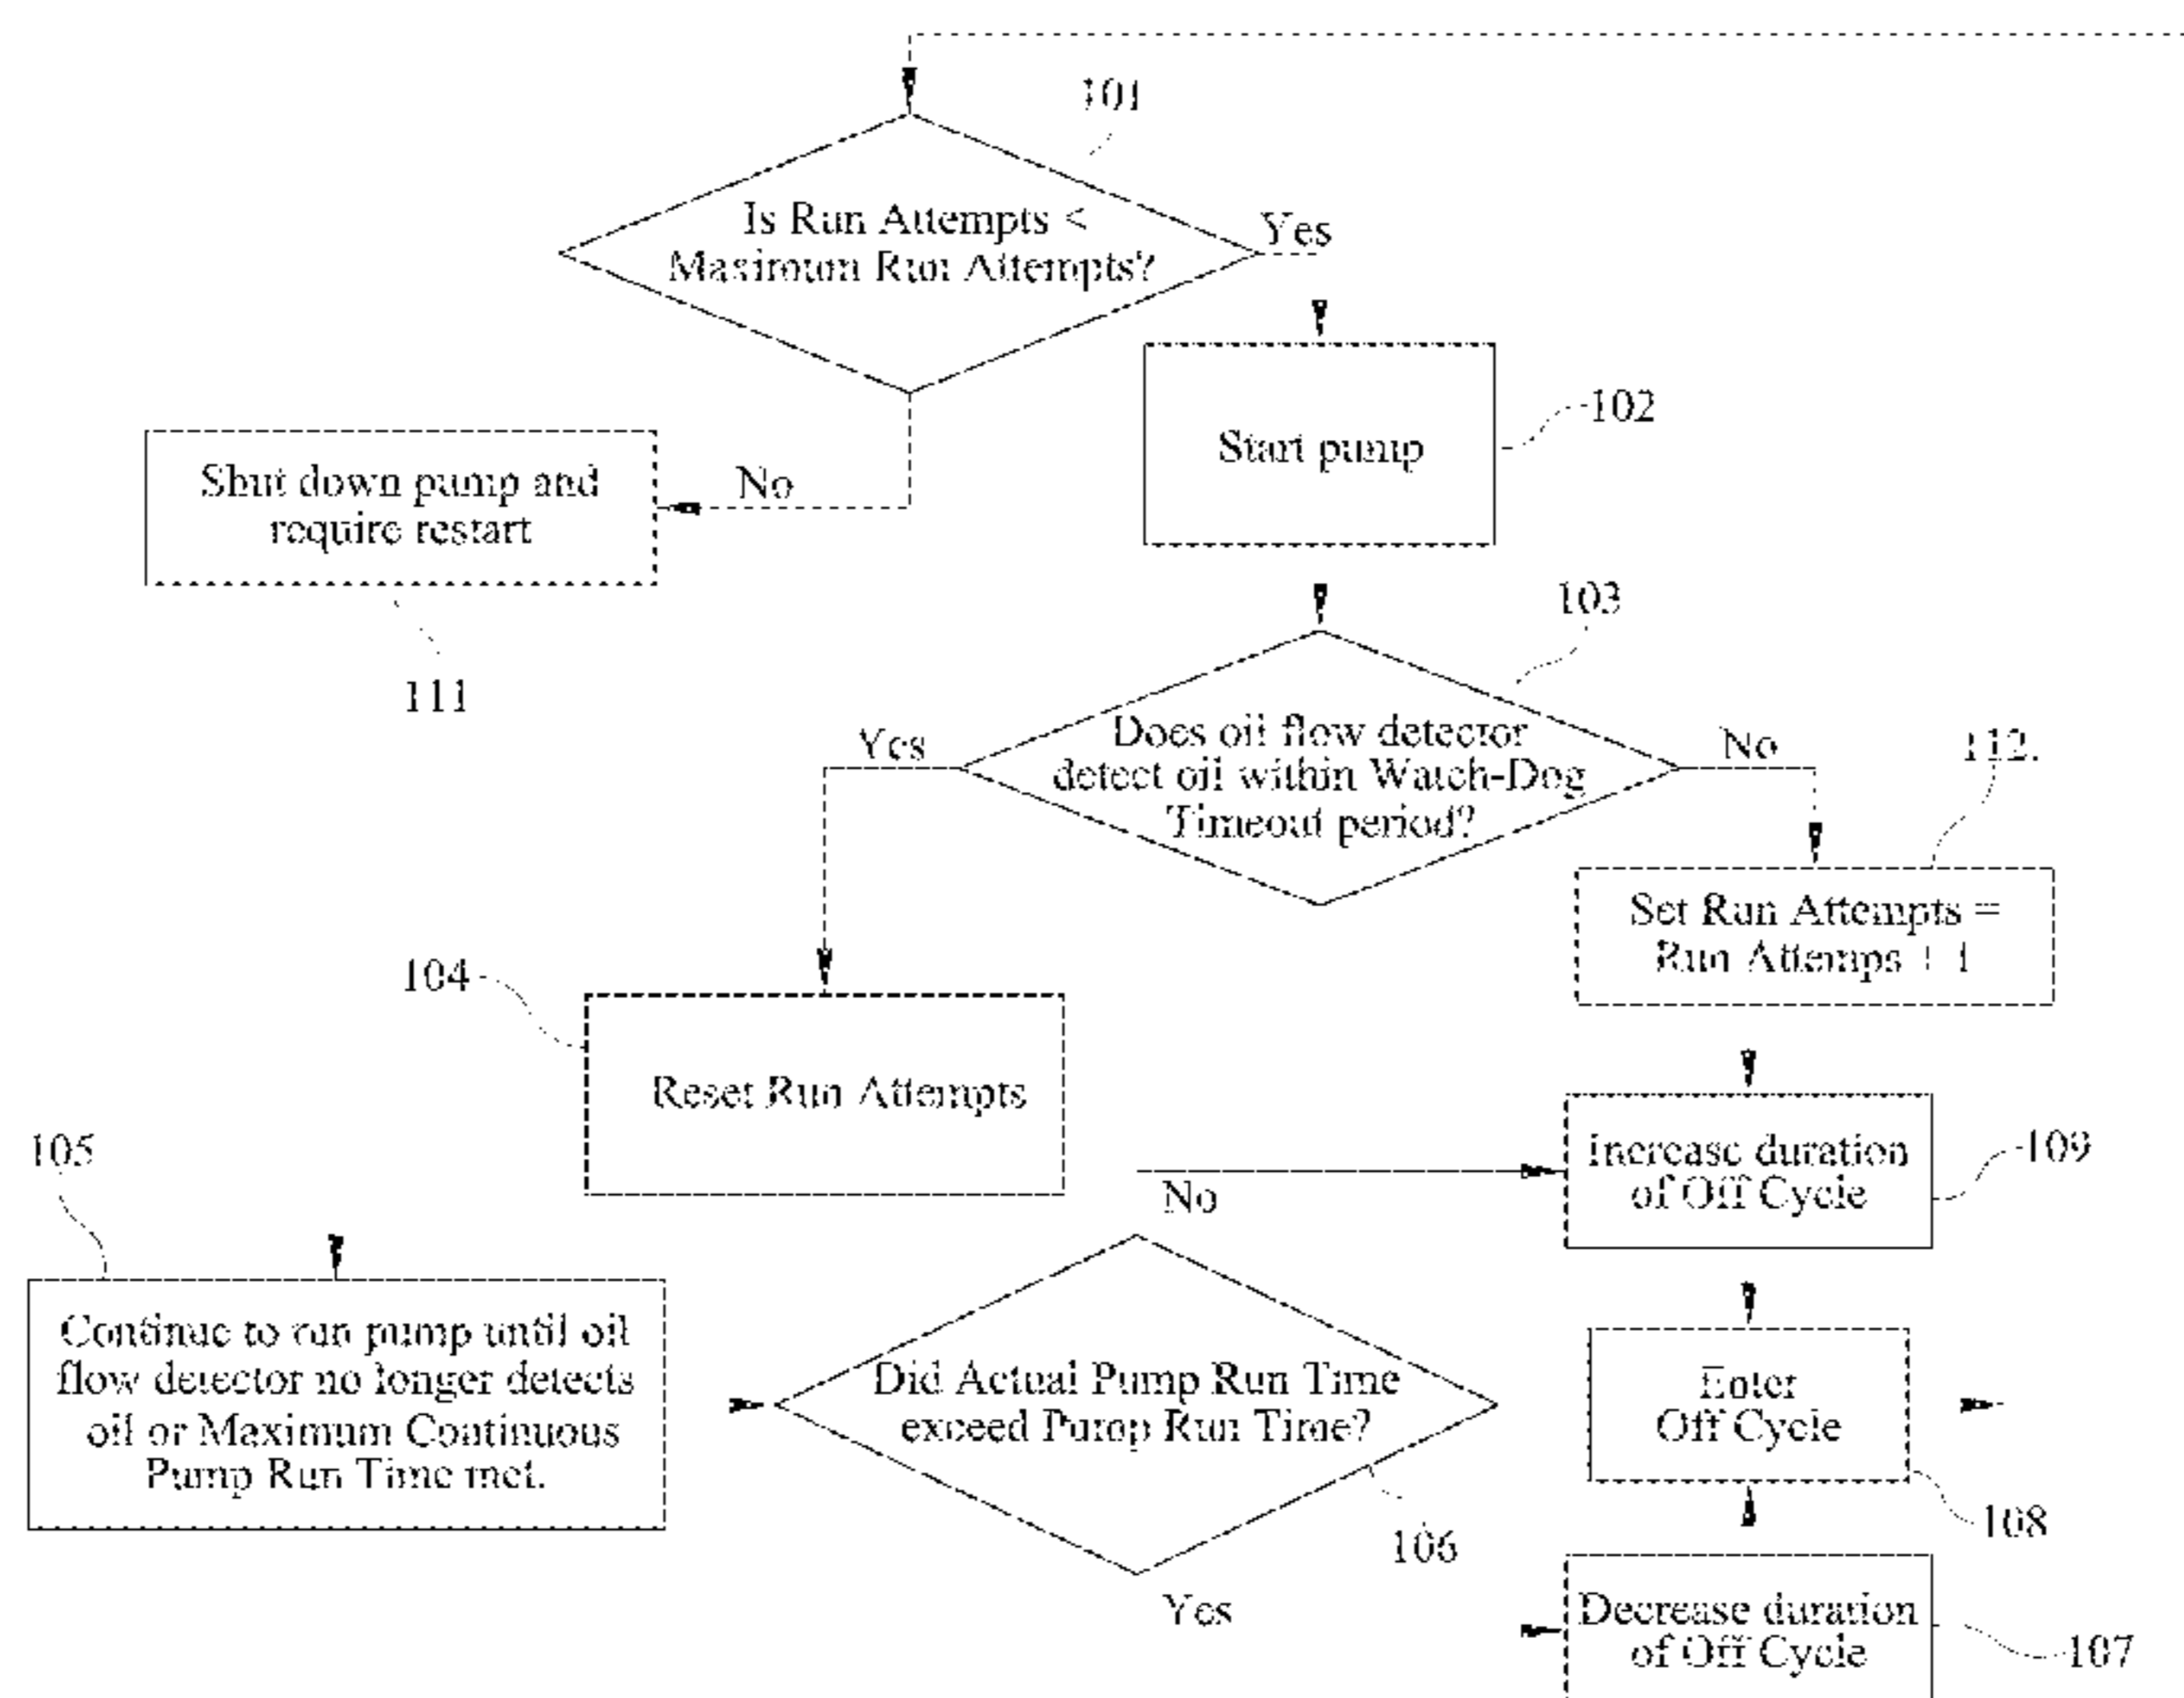 101
Is Run Attempts <
Maximum Run Attempts?
Yes
Start pump
102
Shut down pump and
require restart
No
111
103
Does oil flow detector
detect oil within Watch-Dog
Timeout period?
Yes
No
112
Set Run Attempts =
Run Attemps + 1
104
Reset Run Attempts
105
Continue to run pump until oil
flow detector no longer detects
oil or Maximum Continuous
Pump Run Time met.
No
Increase duration
of Off Cycle
109
Did Actual Pump Run Time
exceed Pump Run Time?
106
Enter
Off Cycle
108
Yes
Decrease duration
of Off Cycle
107